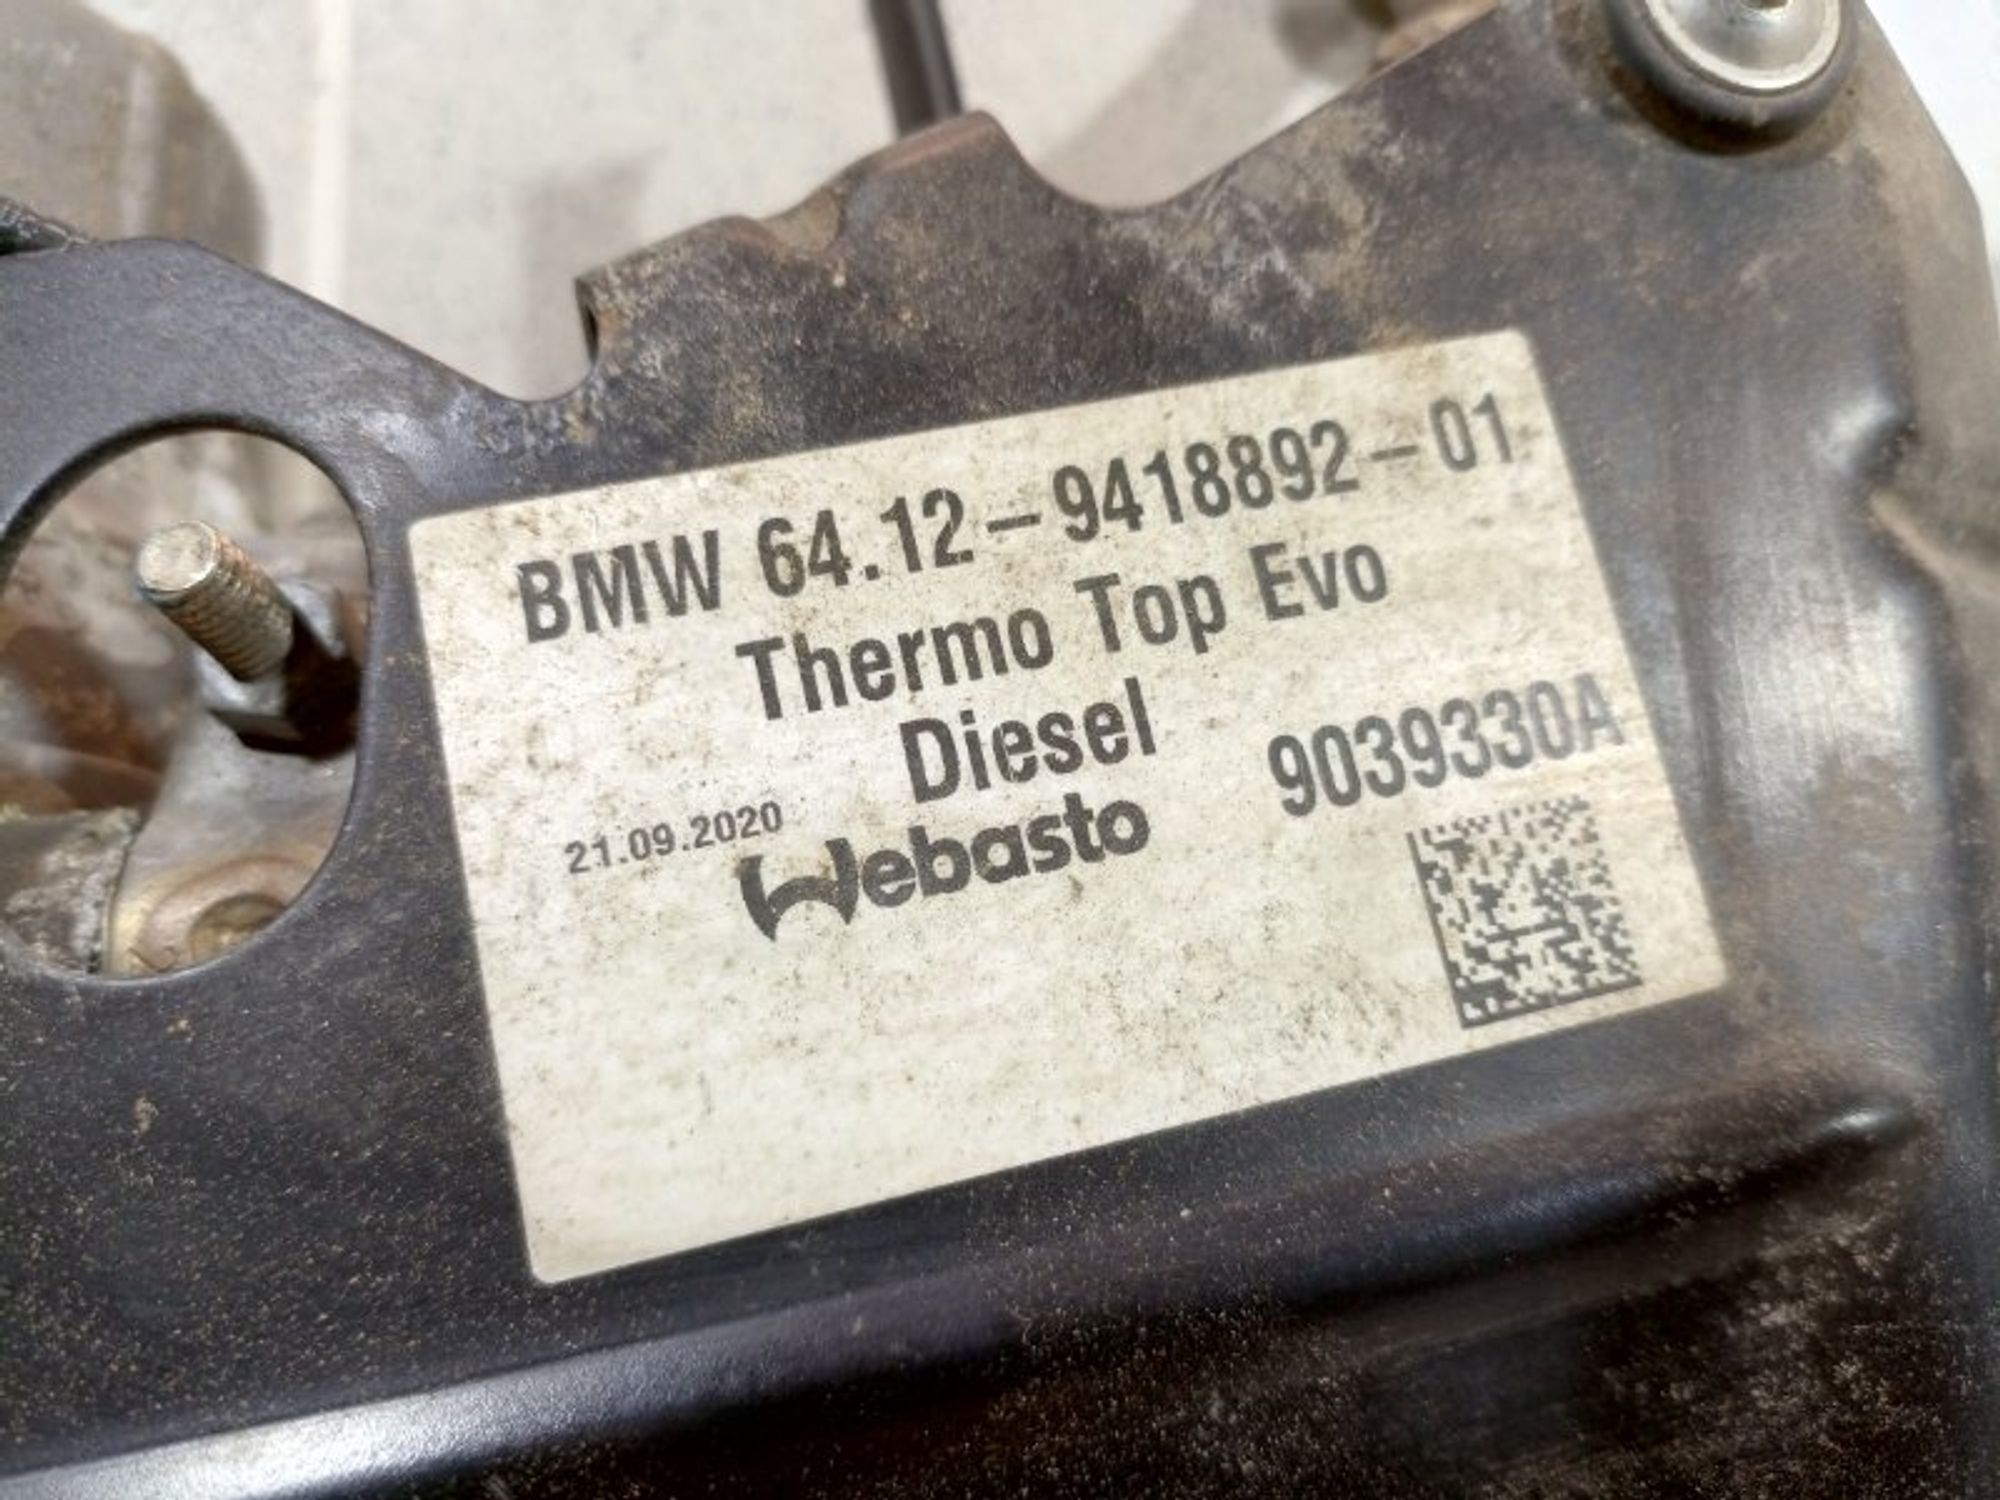 BMW 64.12-9418892-01
Thermo Top Evo
Diesel 9039330A
21.09.2020
Webasto